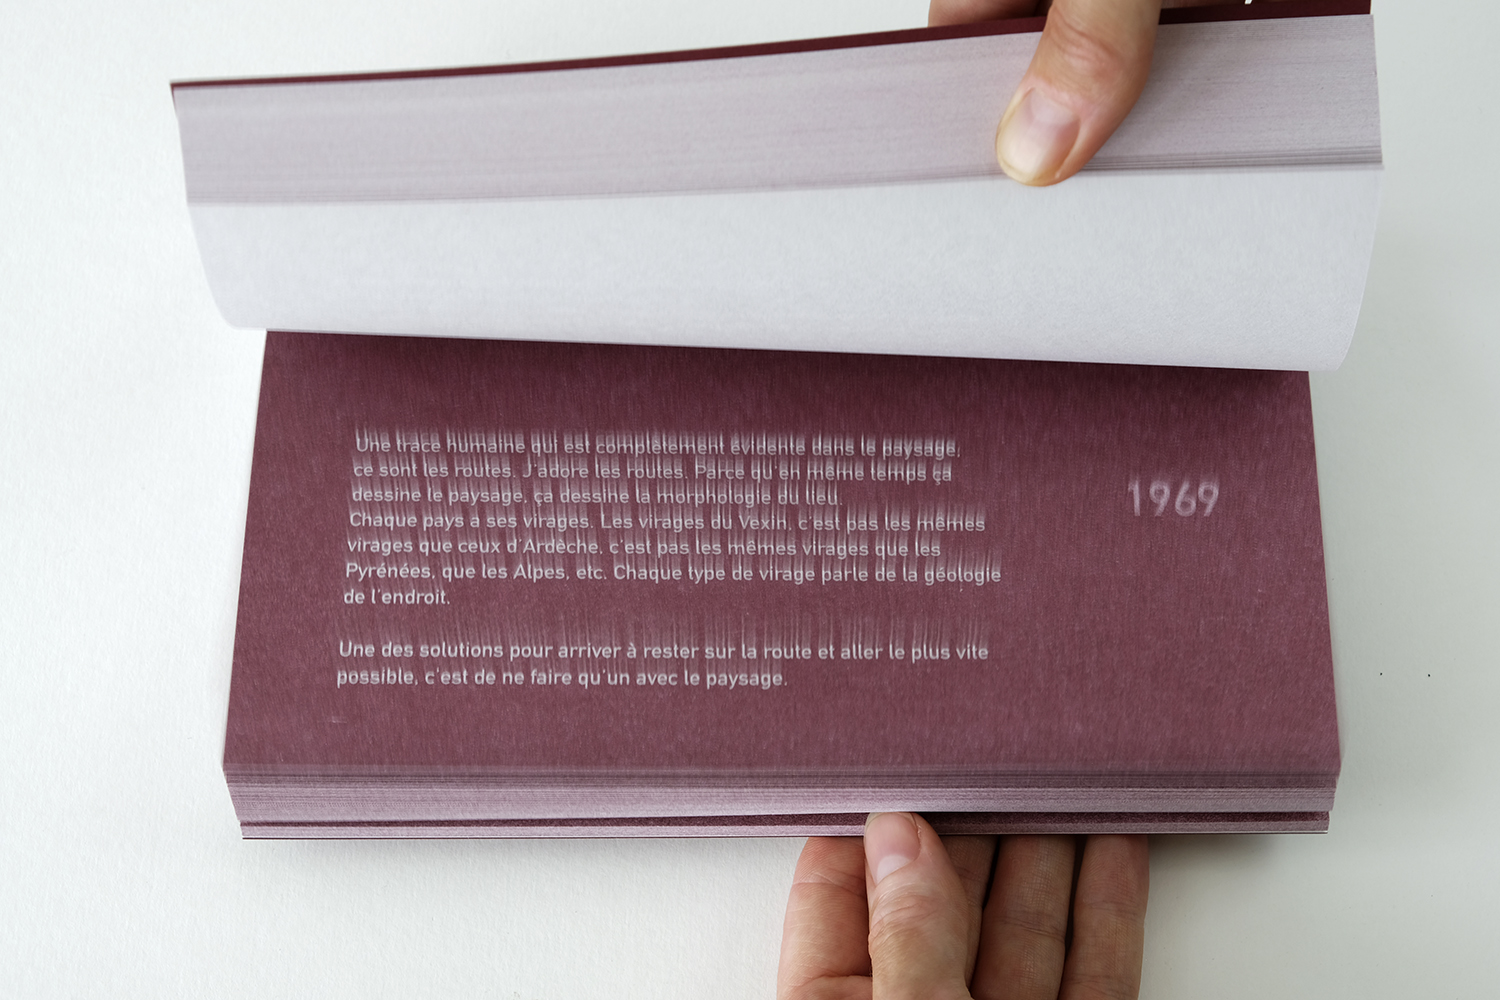 Une trace humaine qui est complètement évidente dans le paysage,
ce sont les routes. J'adore les routes. Parce qu'en même temps ça
dessine le paysage, ça dessine la morphologie du lieu.
Chaque pays a ses virages. Les virages du Vexin, c'est pas les mêmes
virages que ceux d'Ardèche, c'est pas les mêmes virages que les
Pyrénées, que les Alpes, etc. Chaque type de virage parle de la géologie
de l'endroit.
Une des solutions pour arriver à rester sur la route et aller le plus vite
possible, c'est de ne faire qu'un avec le paysage.
1969